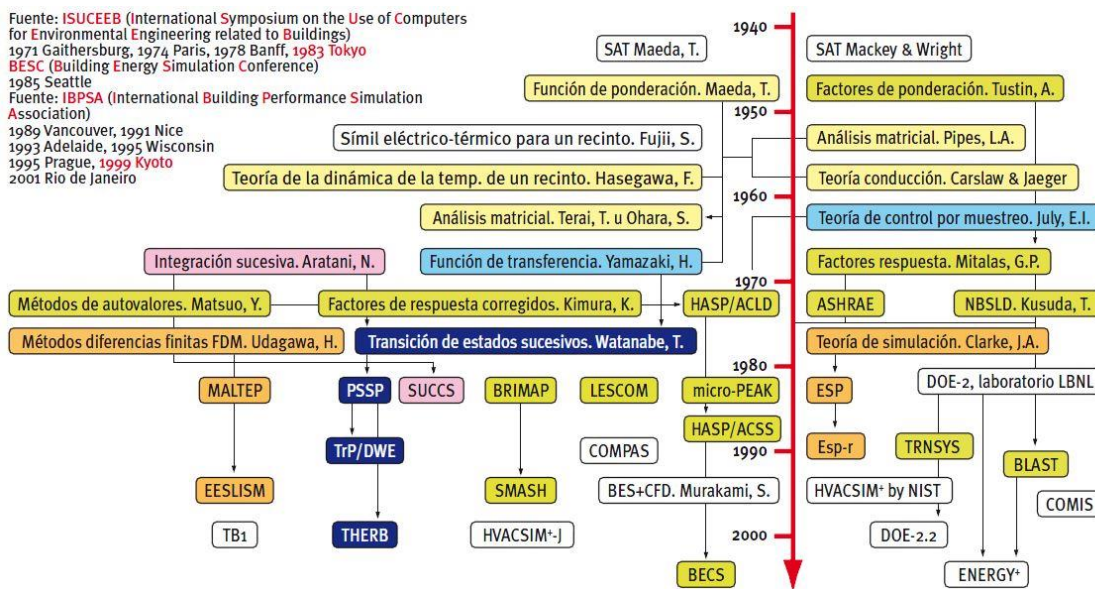 Fuente: ISUCEEB (International Symposium on the Use of Computers
for Environmental Engineering related to Buildings)
1971 Gaithersburg, 1974 Paris, 1978 Banff, 1983 Tokyo
BESC (Building Energy Simulation Conference)
1985 Seattle
Fuente: IBPSA (International Building Performance Simulation
Association)
1989 Vancouver, 1991 Nice
1993 Adelaide, 1995 Wisconsin
1995 Prague, 1999 Kyoto
2001 Rio de Janeiro
1940
SAT Maeda, T.
SAT Mackey & Wright
Función de ponderación. Maeda, T.
Factores de ponderación. Tustin, A.
1950
Símil eléctrico-térmico para un recinto. Fujii, S.
Análisis matricial. Pipes, L.A.
Teoría de la dinámica de la temp. de un recinto. Hasegawa, F.
Teoría conducción. Carslaw & Jaeger
1960
Análisis matricial. Terai, T. u Ohara, S.
Teoría de control por muestreo. July, E.I.
Integración sucesiva. Aratani, N.
Función de transferencia. Yamazaki, H.
Factores respuesta. Mitalas, G.P.
1970
Métodos de autovalores. Matsuo, Y.
Factores de respuesta corregidos. Kimura, K.
HASP/ACLD
ASHRAE
NBSLD. Kusuda, T.
Métodos diferencias finitas FDM. Udagawa, H.
Transición de estados sucesivos. Watanabe, T.
Teoría de simulación. Clarke, J.A.
1980
MALTEP
PSSP
SUCCS
BRIMAP
LESCOM
micro-PEAK
ESP
DOE-2, laboratorio LBNL
HASP/ACSS
TrP/DWE
COMPAS
1990
Esp-r
TRNSYS
BLAST
EESLISM
SMASH
BES+CFD. Murakami, S.
HVACSIM⁺ by NIST
COMIS
TB1
THERB
HVACSIM⁺-J
2000
DOE-2.2
BECS
ENERGY⁺